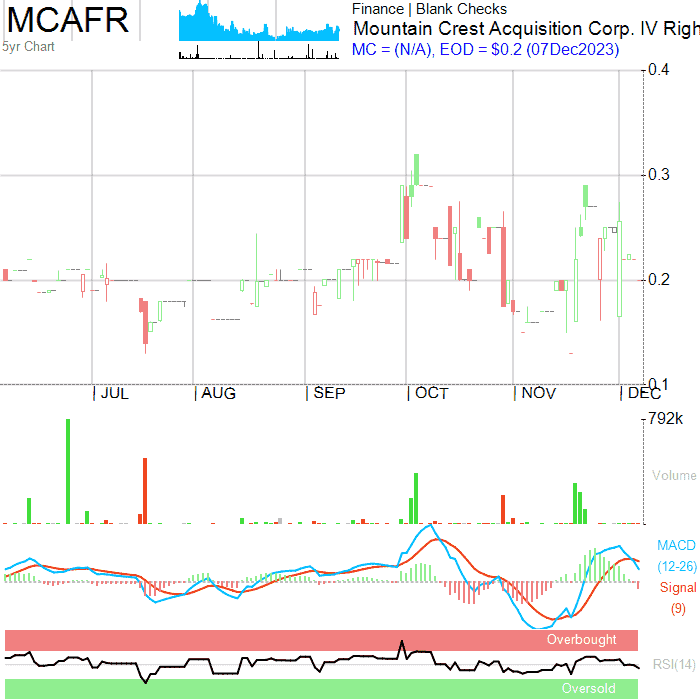 MCAFR
5yr Chart
Finance | Blank Checks
Mountain Crest Acquisition Corp. IV Righ
MC = (N/A), EOD = $0.2 (07Dec2023)
0.4
0.3
0.2
0.1
JUL
AUG
SEP
OCT
NOV
DEC
792k
Volume
MACD
(12-26)
Signal
(9)
Overbought
RSI(14)
Oversold